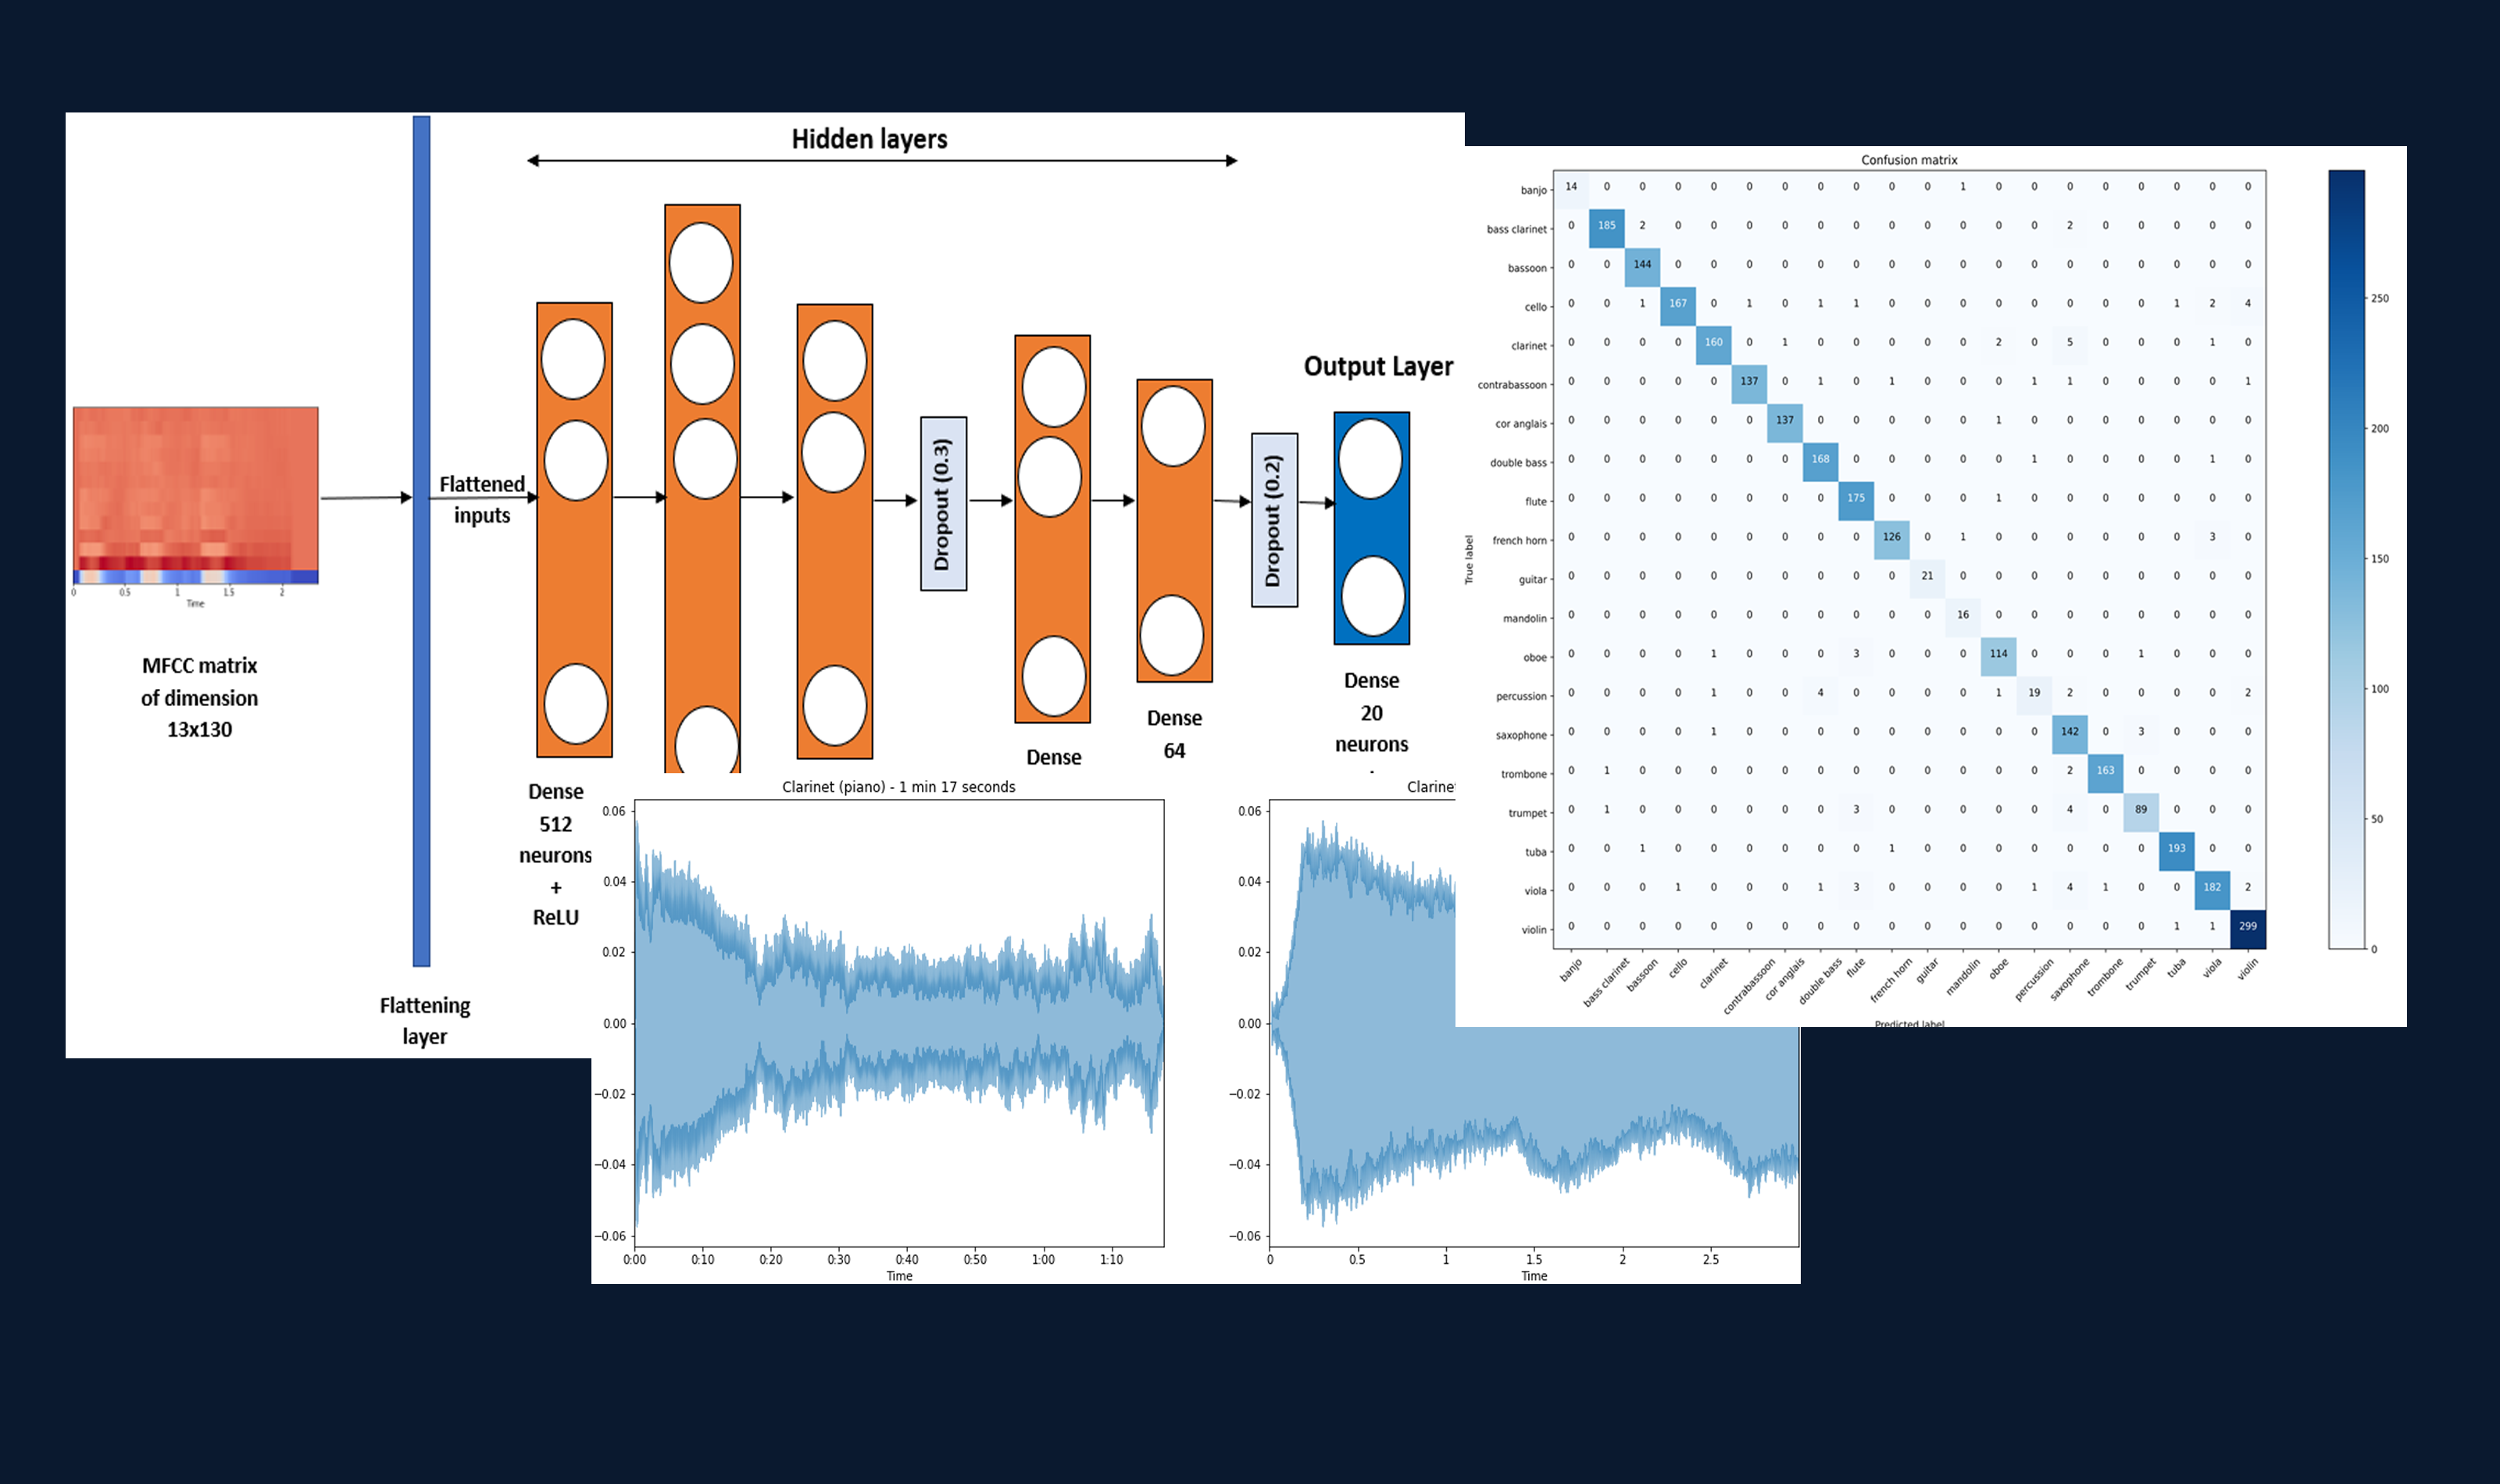 Hidden layers
Output Layer
Flattened
inputs
Dropout (0.3)
Dropout (0.2)
0 0.5 1 1.5 2
Time
MFCC matrix
of dimension
13x130
Flattening
layer
Dense
512
neurons
+
ReLU
Dense
Dense
64
Dense
20
neurons
Clarinet (piano) - 1 min 17 seconds
0.06
0.04
0.02
0.00
−0.02
−0.04
−0.06
0:00 0:10 0:20 0:30 0:40 0:50 1:00 1:10
Time
Clarinet
0.06
0.04
0.02
0.00
−0.02
−0.04
−0.06
0 0.5 1 1.5 2 2.5
Time
Confusion matrix
True label
banjo 14 0 0 0 0 0 0 0 0 0 0 1 0 0 0 0 0 0 0 0
bass clarinet 0 185 2 0 0 0 0 0 0 0 0 0 0 0 2 0 0 0 0 0
bassoon 0 0 144 0 0 0 0 0 0 0 0 0 0 0 0 0 0 0 0 0
cello 0 0 1 167 0 1 0 1 1 0 0 0 0 0 0 0 0 1 2 4
clarinet 0 0 0 0 160 0 1 0 0 0 0 0 2 0 5 0 0 0 1 0
contrabassoon 0 0 0 0 0 137 0 1 0 1 0 0 0 1 1 0 0 0 0 1
cor anglais 0 0 0 0 0 0 137 0 0 0 0 0 1 0 0 0 0 0 0 0
double bass 0 0 0 0 0 0 0 168 0 0 0 0 0 1 0 0 0 0 1 0
flute 0 0 0 0 0 0 0 0 175 0 0 0 1 0 0 0 0 0 0 0
french horn 0 0 0 0 0 0 0 0 0 126 0 1 0 0 0 0 0 0 3 0
guitar 0 0 0 0 0 0 0 0 0 0 21 0 0 0 0 0 0 0 0 0
mandolin 0 0 0 0 0 0 0 0 0 0 0 16 0 0 0 0 0 0 0 0
oboe 0 0 0 0 1 0 0 0 3 0 0 0 114 0 0 0 1 0 0 0
percussion 0 0 0 0 1 0 0 4 0 0 0 0 1 19 2 0 0 0 0 2
saxophone 0 0 0 0 1 0 0 0 0 0 0 0 0 0 142 0 3 0 0 0
trombone 0 1 0 0 0 0 0 0 0 0 0 0 0 0 2 163 0 0 0 0
trumpet 0 1 0 0 0 0 0 0 3 0 0 0 0 0 4 0 89 0 0 0
tuba 0 0 1 0 0 0 0 0 0 1 0 0 0 0 0 0 0 193 0 0
viola 0 0 0 1 0 0 0 1 3 0 0 0 0 1 4 1 0 0 182 2
violin 0 0 0 0 0 0 0 0 0 0 0 0 0 0 0 0 0 1 1 299
banjo bass clarinet bassoon cello clarinet contrabassoon cor anglais double bass flute french horn guitar mandolin oboe percussion saxophone trombone trumpet tuba viola violin
Predicted label
250
200
150
100
50
0